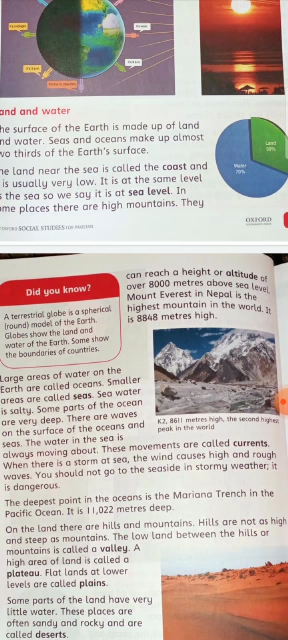 and and water
he surface of the Earth is made up of land
nd water. Seas and oceans make up almost
wo thirds of the Earth's surface.
he land near the sea is called the coast and
is usually very low. It is at the same level
s the sea so we say it is at sea level. In
ome places there are high mountains. They
Land
30%
Water
70%
OXFORD
OXFORD SOCIAL STUDIES FOR PAKISTAN
Did you know?
A terrestrial globe is a spherical
(round) model of the Earth.
Globes show the land and
water of the Earth. Some show
the boundaries of countries.
can reach a height or altitude of
over 8000 metres above sea level.
Mount Everest in Nepal is the
highest mountain in the world. It
is 8848 metres high.
K2, 8611 metres high, the second highest
peak in the world
Large areas of water on the
Earth are called oceans. Smaller
areas are called seas. Sea water
is salty. Some parts of the ocean
are very deep. There are waves
on the surface of the oceans and
seas. The water in the sea is
always moving about. These movements are called currents.
When there is a storm at sea, the wind causes high and rough
waves. You should not go to the seaside in stormy weather; it
is dangerous.
The deepest point in the oceans is the Mariana Trench in the
Pacific Ocean. It is 11,022 metres deep.
On the land there are hills and mountains. Hills are not as high
and steep as mountains. The low land between the hills or
mountains is called a valley. A
high area of land is called a
plateau. Flat lands at lower
levels are called plains.
Some parts of the land have very
little water. These places are
often sandy and rocky and are
called deserts.